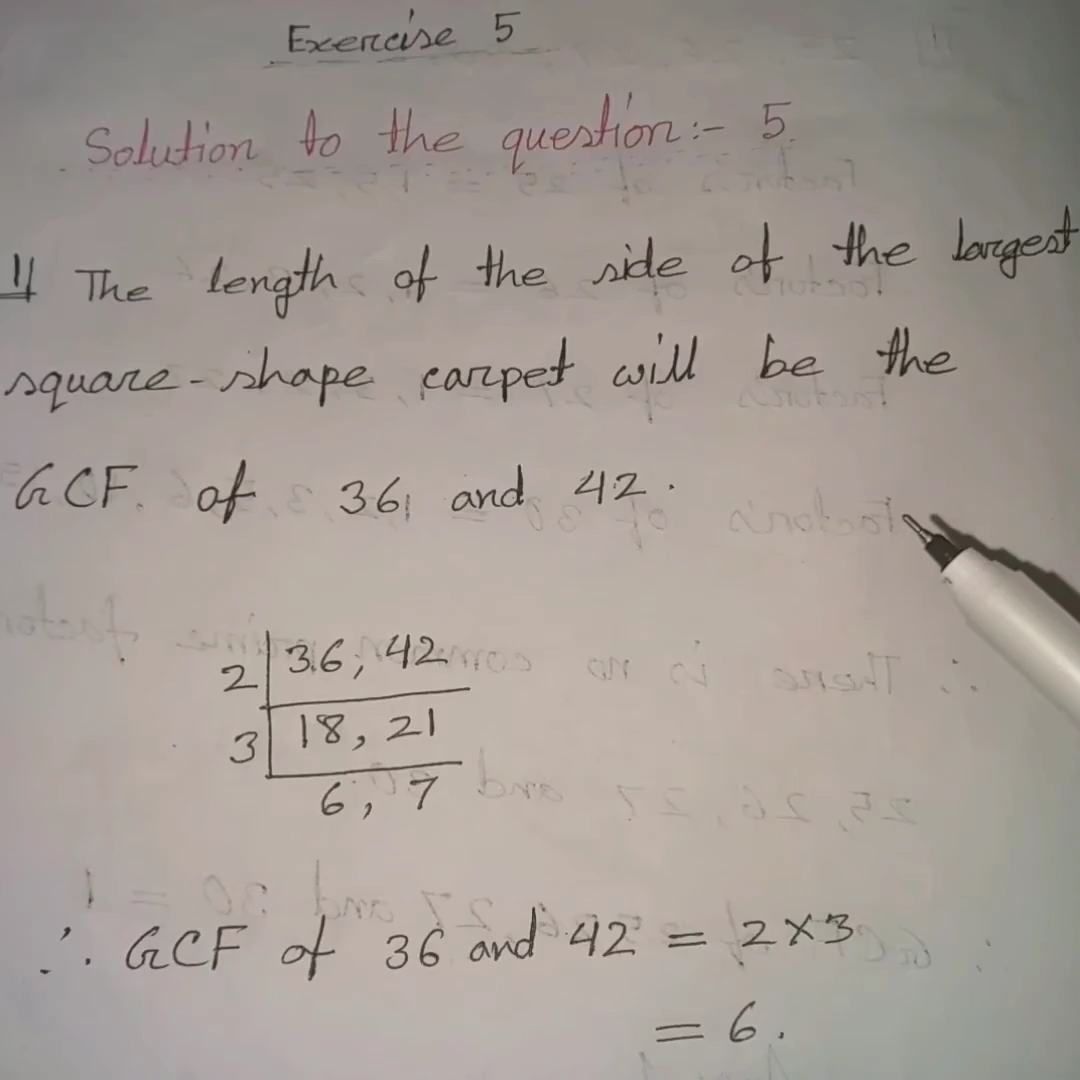 Exercise 5
Solution to the question:- 5.
1) The length of the side of the largest
square-shape carpet will be the
GCF of 36 and 42.
2 | 36, 42
3 | 18, 21
6, 7
∴ GCF of 36 and 42 = 2×3
= 6.